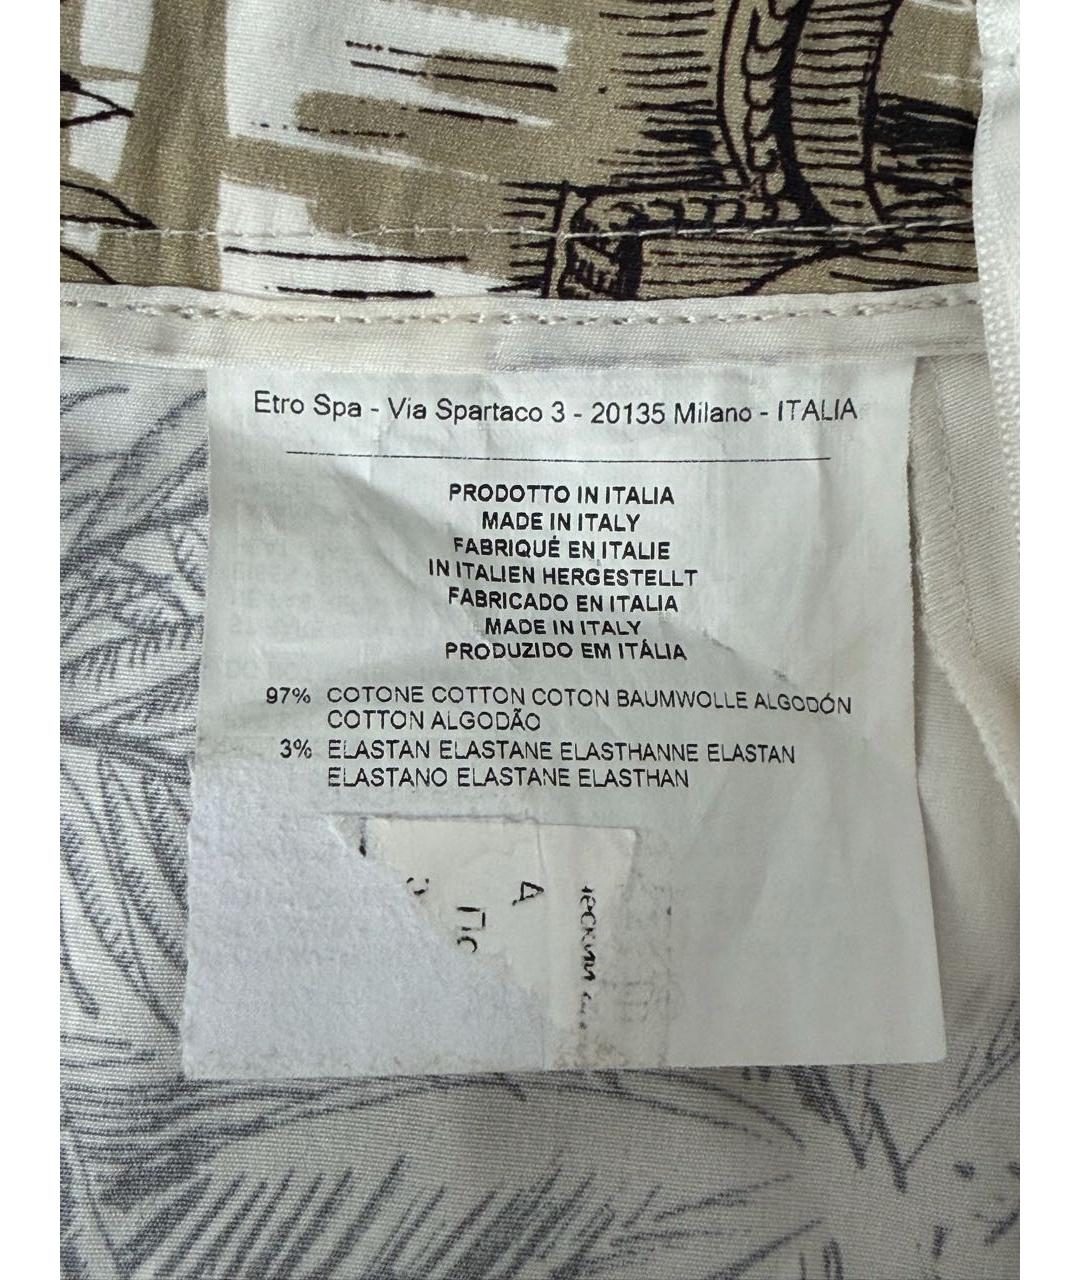 Etro Spa - Via Spartaco 3 - 20135 Milano - ITALIA
PRODOTTO IN ITALIA
MADE IN ITALY
FABRIQUÉ EN ITALIE
IN ITALIEN HERGESTELLT
FABRICADO EN ITALIA
MADE IN ITALY
PRODUZIDO EM ITÁLIA
97% COTONE COTTON COTON BAUMWOLLE ALGODÓN
COTTON ALGODÃO
3% ELASTAN ELASTANE ELASTHANNE ELASTAN
ELASTANO ELASTANE ELASTHAN